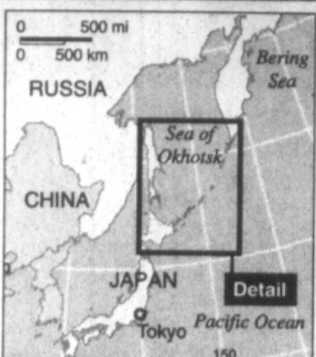 0 500 mi
0 500 km
Bering
Sea
RUSSIA
Sea of
Okhotsk
CHINA
JAPAN
Detail
Tokyo
Pacific Ocean
150